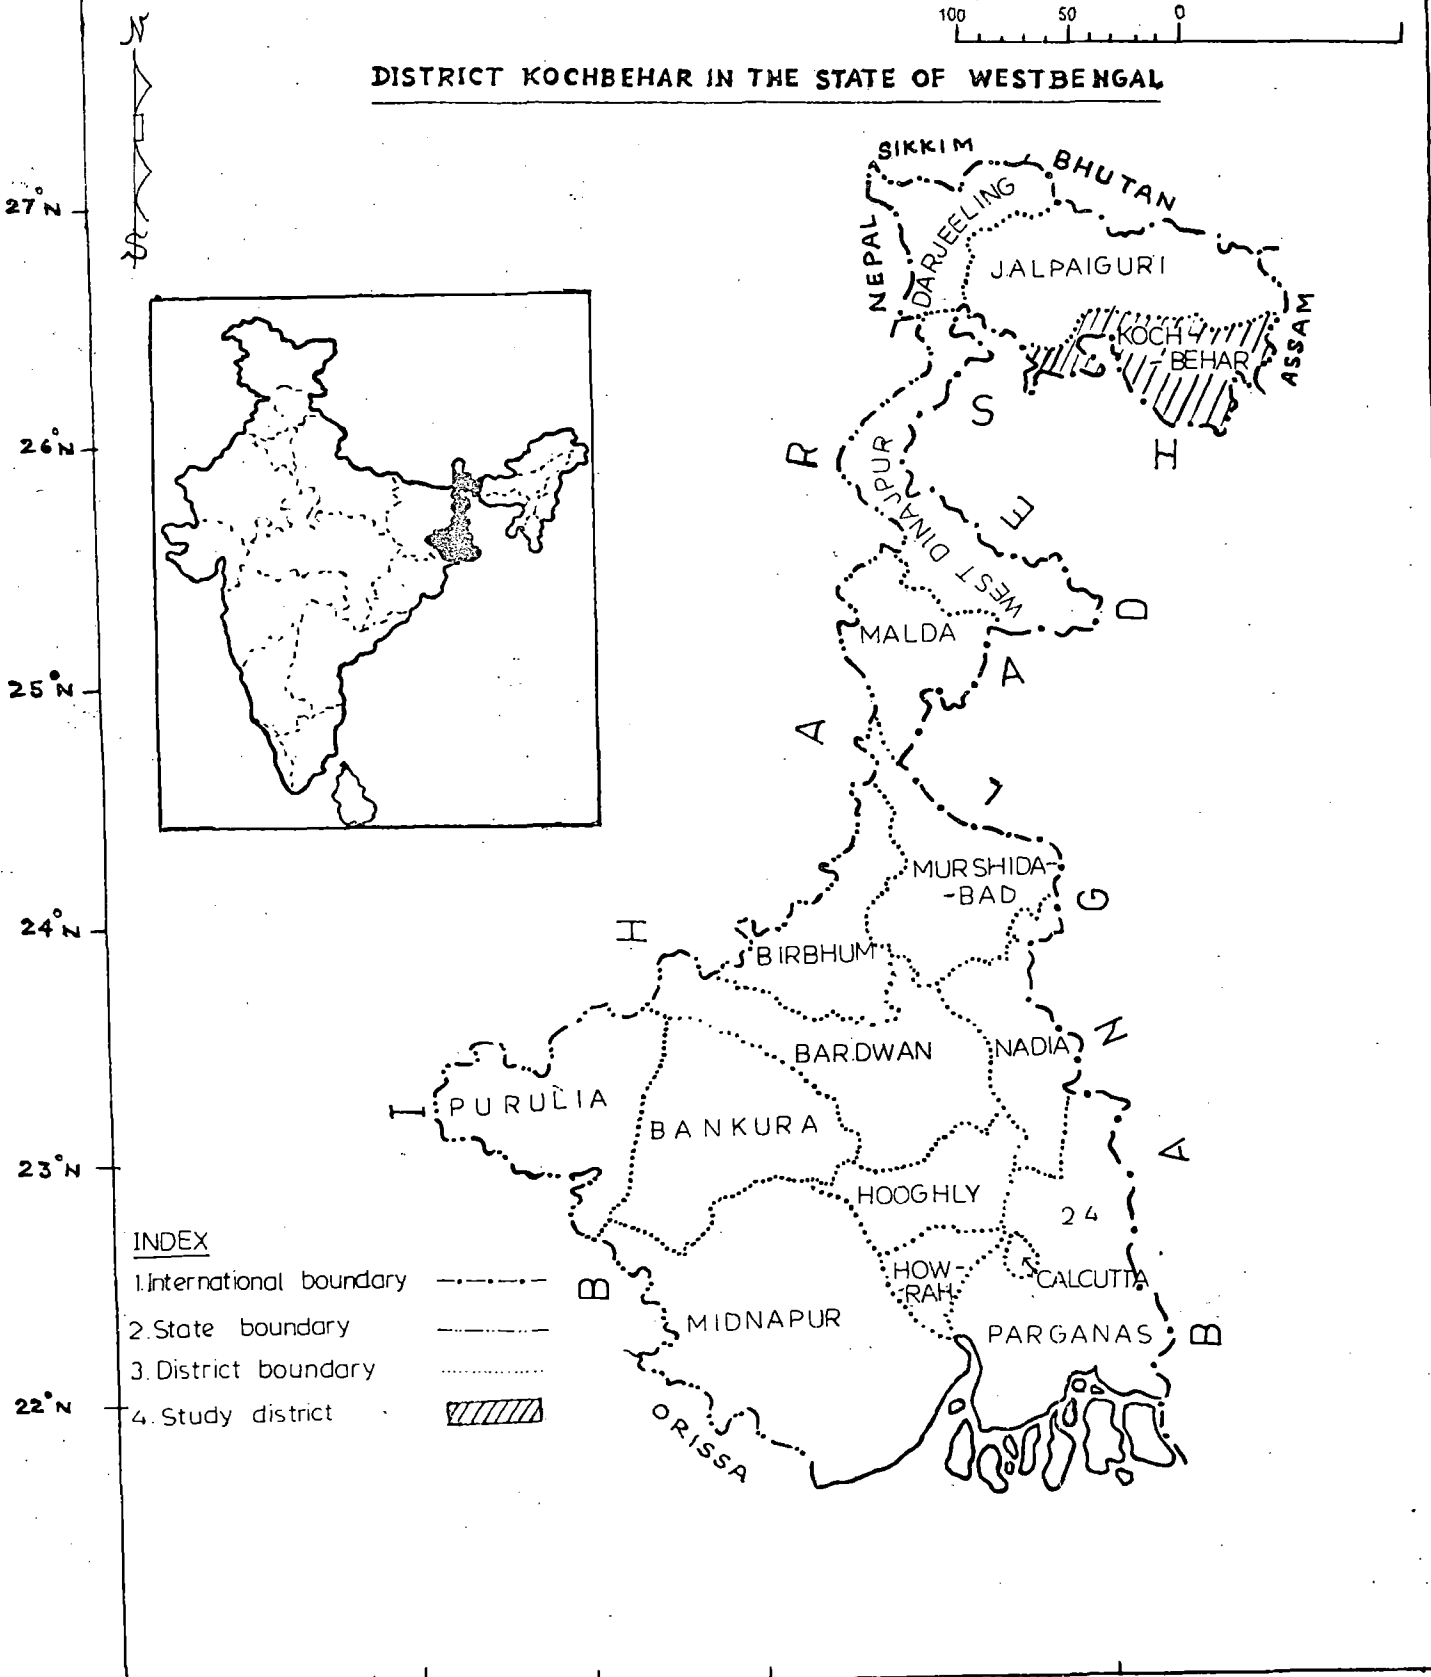 N
100 50 0
DISTRICT KOCHBEHAR IN THE STATE OF WESTBENGAL
SIKKIM
BHUTAN
27°N
S
NEPAL
DARJEELING
JALPAIGURI
ASSAM
KOCH-
-BEHAR
26°N
WEST DINAJPUR
25°N
MALDA
MURSHIDA-
-BAD
24°N
BIRBHUM
BARDWAN
NADIA
PURULIA
BANKURA
23°N
HOOGHLY
24
PARGANAS
HOW-
-RAH
CALCUTTA
MIDNAPUR
22°N
ORISSA
BIHAR
BANGLADESH
INDEX
1.International boundary
2.State boundary
3.District boundary
4.Study district